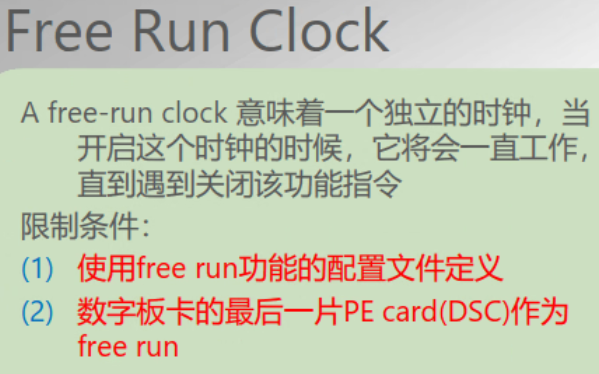 Free Run Clock
A free-run clock 意味着一个独立的时钟，当
开启这个时钟的时候，它将会一直工作，
直到遇到关闭该功能指令
限制条件：
(1) 使用free run功能的配置文件定义
(2) 数字板卡的最后一片PE card(DSC)作为
free run